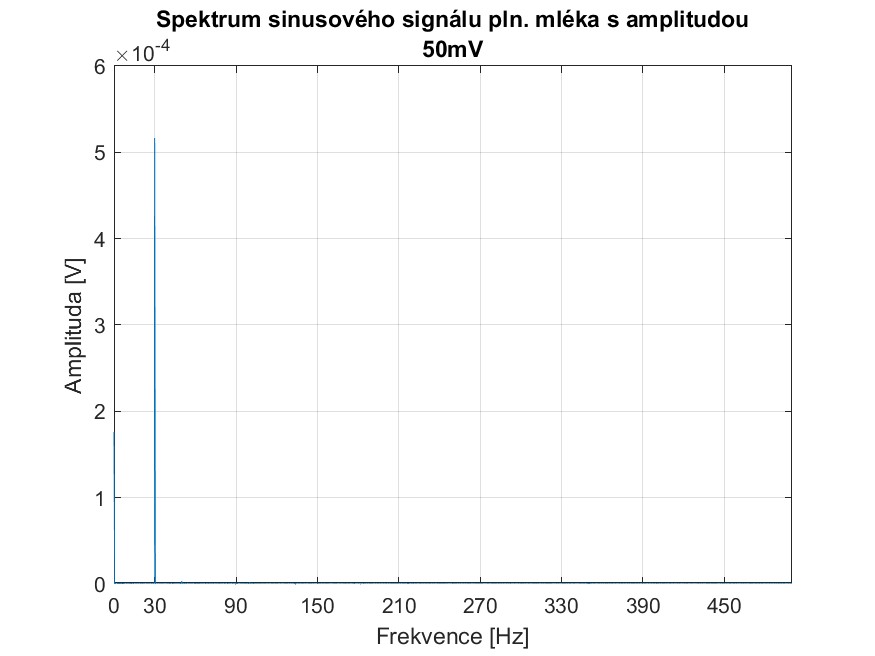 Spektrum sinusového signálu pln. mléka s amplitudou
50mV
×10-4
6
5
4
3
2
1
0
Amplituda [V]
0 30 90 150 210 270 330 390 450
Frekvence [Hz]